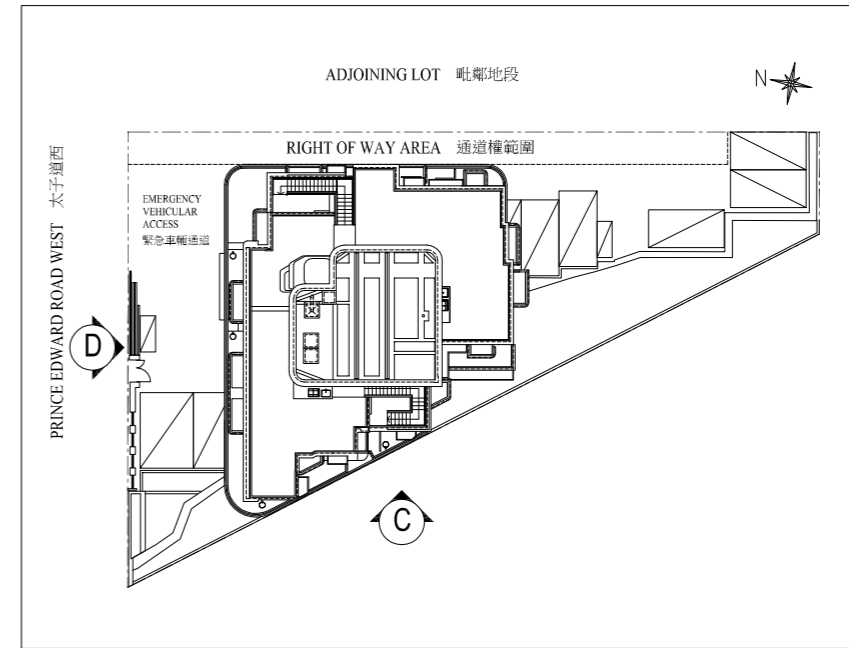 ADJOINING LOT 毗鄰地段
N
RIGHT OF WAY AREA 通道權範圍
EMERGENCY
VEHICULAR
ACCESS
緊急車輛通道
PRINCE EDWARD ROAD WEST 太子道西
D
C